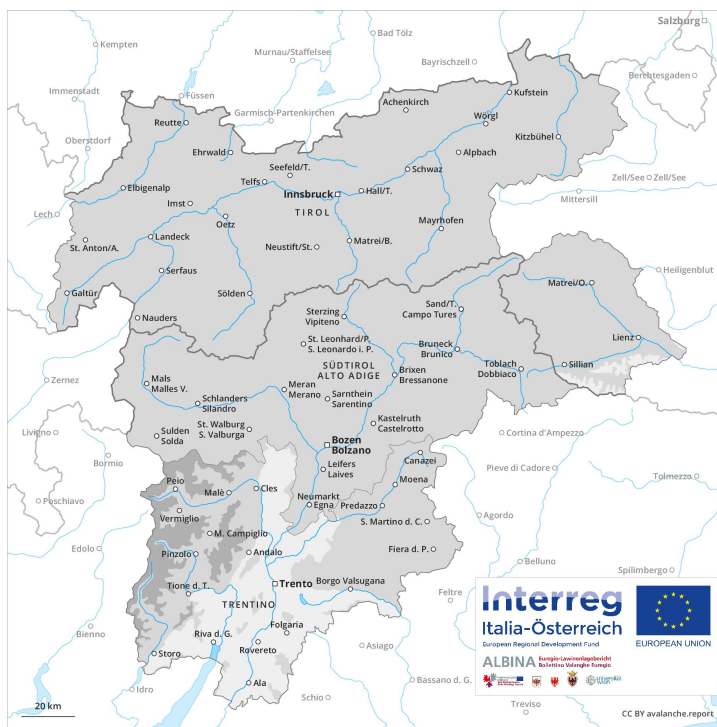 Salzburg
Kempten
Bad Tölz
Murnau/Staffelsee
Bayrischzell
Berchtesgaden
Immenstadt
Füssen
Kufstein
Achenkirch
Garmisch-Partenkirchen
Reutte
Wörgl
Oberstdorf
Kitzbühel
Ehrwald
Alpbach
Seefeld/T.
Schwaz
Telfs
Zell/See
Zell/See
Elbigenalp
Innsbruck
Hall/T.
Mittersill
Imst
TIROL
Lech
Oetz
Mayrhofen
Landeck
St. Anton/A.
Neustift/St.
Matrei/B.
Serfaus
Heiligenblut
Matrei/O.
Galtür
Sölden
Sand/T.
Campo Tures
Nauders
Sterzing
Vipiteno
St. Leonhard/P.
S. Leonardo i. P.
Bruneck
Brunico
Lienz
SÜDTIROL
ALTO ADIGE
Brixen
Bressanone
Toblach
Dobbiaco
Sillian
Zernez
Mals
Malles V.
Meran
Merano
Sarnthein
Sarentino
Schlanders
Silandro
Kastelruth
Castelrotto
St. Walburg
S. Valburga
Livigno
Sulden
Solda
Bozen
Bolzano
Cortina d'Ampezzo
Bormio
Canazei
Pieve di Cadore
Leifers
Laives
Tolmezzo
Peio
Malè
Cles
Moena
Poschiavo
Neumarkt
Egna
Predazzo
Vermiglio
Agordo
S. Martino d. C.
M. Campiglio
Edolo
Pinzolo
Andalo
Fiera d. P.
Belluno
Spilimbergo
Trento
Borgo Valsugana
Tione d. T.
Feltre
TRENTINO
Interreg
Folgaria
Italia-Österreich
Bienno
Riva d. G.
European Regional Development Fund
EUROPEAN UNION
Rovereto
Asiago
Storo
ALBINA
Euregio-Lawinenlagebericht
Bollettino Valanghe Euregio
Ala
Bassano d. G.
Idro
Schio
Treviso
20 km
CC BY avalanche.report